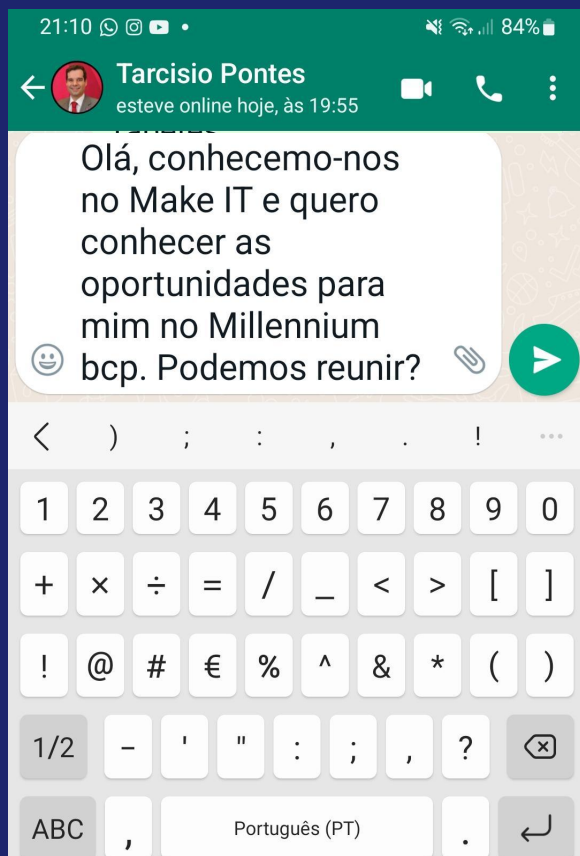 21:10
84%
Tarcisio Pontes
esteve online hoje, às 19:55
Olá, conhecemo-nos
no Make IT e quero
conhecer as
oportunidades para
mim no Millennium
bcp. Podemos reunir?
) ; : , . ! ...
1 2 3 4 5 6 7 8 9 0
+ × ÷ = / _ < > [ ]
! @ # € % ^ & * ( )
1/2 - ' " : ; , ?
ABC , Português (PT) .